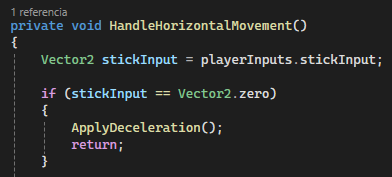 1 referencia
private void HandleHorizontalMovement()
{
Vector2 stickInput = playerInputs.stickInput;
if (stickInput == Vector2.zero)
{
ApplyDeceleration();
return;
}